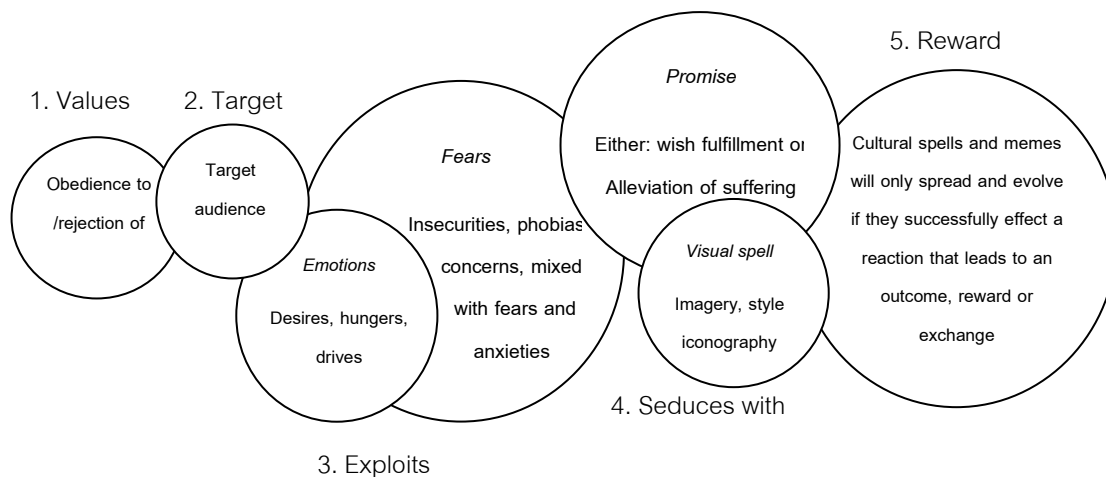 1. Values
Obedience to
/rejection of
2. Target
Target
audience
Emotions
Desires, hungers,
drives
Fears
Insecurities, phobias
concerns, mixed
with fears and
anxieties
3. Exploits
Promise
Either: wish fulfillment or
Alleviation of suffering
Visual spell
Imagery, style
iconography
4. Seduces with
5. Reward
Cultural spells and memes
will only spread and evolve
if they successfully effect a
reaction that leads to an
outcome, reward or
exchange